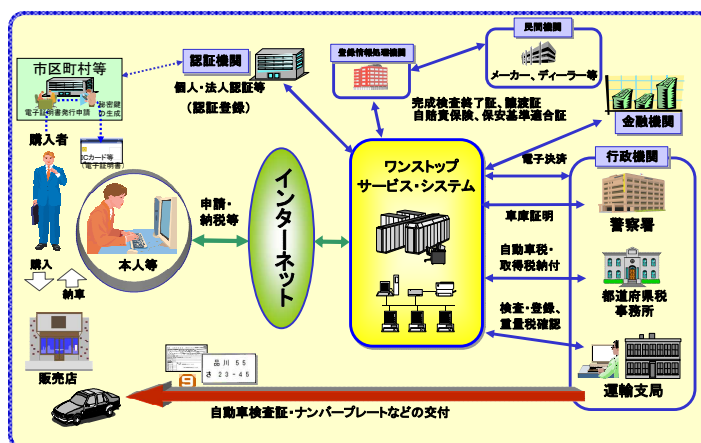 市区町村等
電子証明書発行申請
秘密鍵
の生成
購入者
ICカード等
(電子証明書)
認証機関
個人・法人認証等
(認証登録)
登録情報処理機関
民間機関
メーカー、ディーラー等
完成検査終了証、譲渡証
自賠責保険、保安基準適合証
金融機関
電子決済
行政機関
ワンストップ
サービス・システム
インターネット
申請・
納税等
本人等
購入
納車
販売店
車庫証明
警察署
自動車税・
取得税納付
都道府県税
事務所
検査・登録、
重量税確認
運輸支局
品川 55
さ 23-45
自動車検査証・ナンバープレートなどの交付